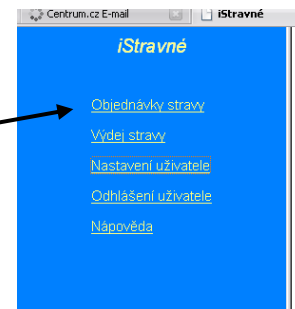 Centrum.cz E-mail
iStravné
iStravné
Objednávky stravy
Výdej stravy
Nastavení uživatele
Odhlášení uživatele
Nápověda